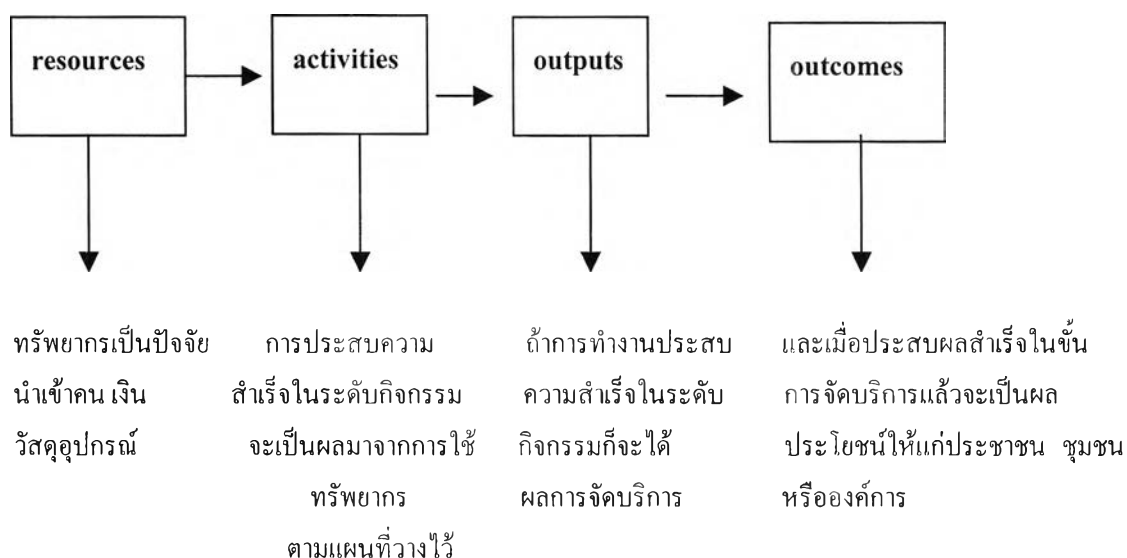 resources
activities
outputs
outcomes
ทรัพยากรเป็นปัจจัย
นำเข้าคน เงิน
วัสดุอุปกรณ์
การประสบความ
สำเร็จในระดับกิจกรรม
จะเป็นผลมาจากการใช้
ทรัพยากร
ตามแผนที่วางไว้
ถ้าการทำงานประสบ
ความสำเร็จในระดับ
กิจกรรมก็จะได้
ผลการจัดบริการ
และเมื่อประสบผลสำเร็จในขั้น
การจัดบริการแล้วจะเป็นผล
ประโยชน์ให้แก่ประชาชน ชุมชน
หรือองค์การ